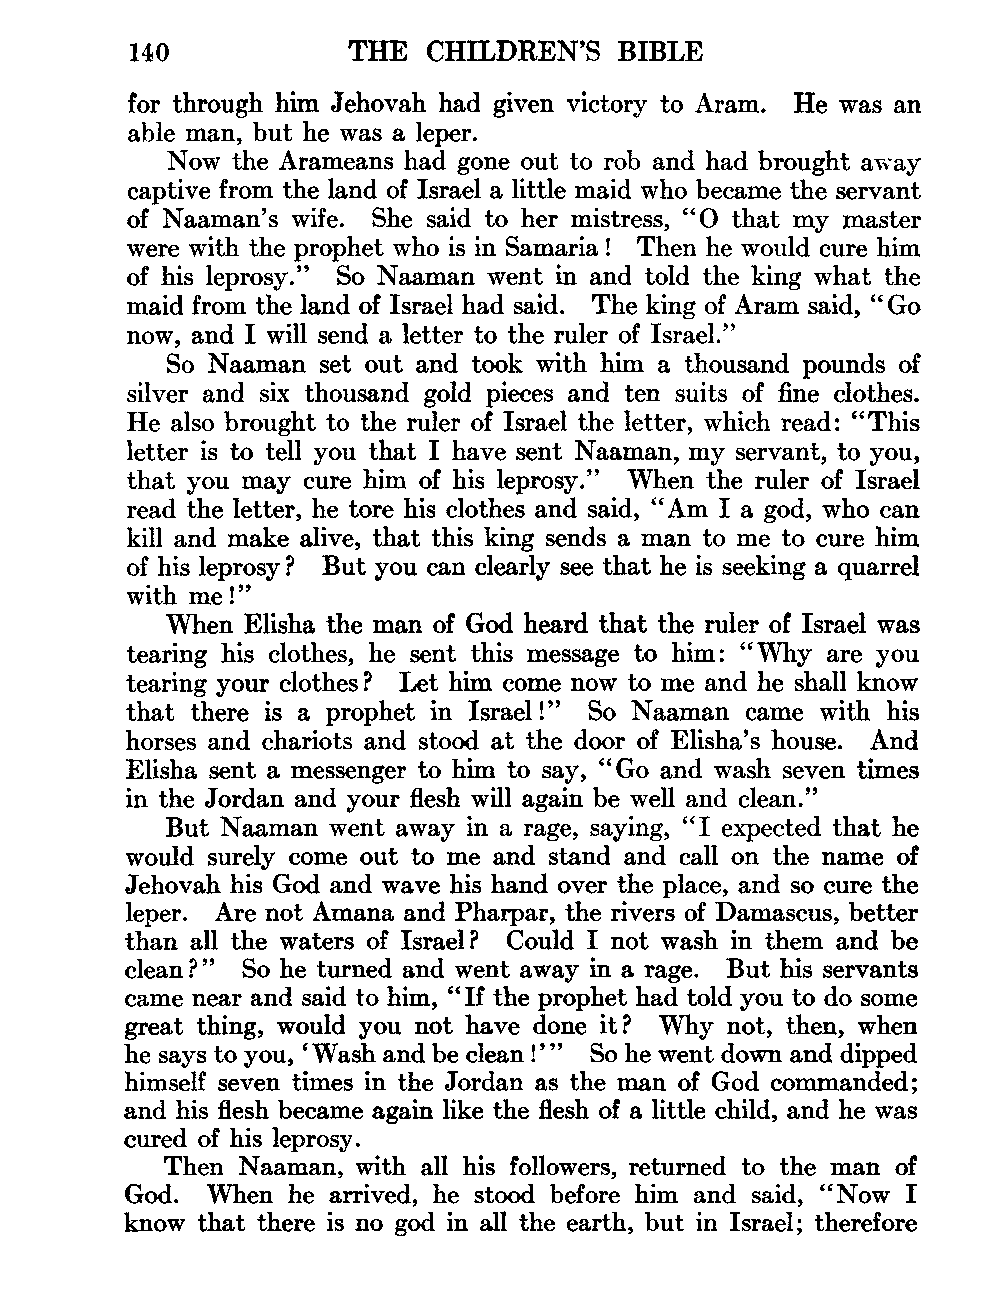 140 THE CHILDREN'S BIBLE
for through him Jehovah had given victory to Aram. He was an
able man, but he was a leper.
Now the Arameans had gone out to rob and had brought away
captive from the land of Israel a little maid who became the servant
of Naaman's wife. She said to her mistress, “O that my master
were with the prophet who is in Samaria! Then he would cure him
of his leprosy.” So Naaman went in and told the king what the
maid from the land of Israel had said. The king of Aram said, “Go
now, and I will send a letter to the ruler of Israel.”
So Naaman set out and took with him a thousand pounds of
silver and six thousand gold pieces and ten suits of fine clothes.
He also brought to the ruler of Israel the letter, which read: “This
letter is to tell you that I have sent Naaman, my servant, to you,
that you may cure him of his leprosy.” When the ruler of Israel
read the letter, he tore his clothes and said, “Am I a god, who can
kill and make alive, that this king sends a man to me to cure him
of his leprosy? But you can clearly see that he is seeking a quarrel
with me!”
When Elisha the man of God heard that the ruler of Israel was
tearing his clothes, he sent this message to him: “Why are you
tearing your clothes? Let him come now to me and he shall know
that there is a prophet in Israel!” So Naaman came with his
horses and chariots and stood at the door of Elisha's house. And
Elisha sent a messenger to him to say, “Go and wash seven times
in the Jordan and your flesh will again be well and clean.”
But Naaman went away in a rage, saying, “I expected that he
would surely come out to me and stand and call on the name of
Jehovah his God and wave his hand over the place, and so cure the
leper. Are not Amana and Pharpar, the rivers of Damascus, better
than all the waters of Israel? Could I not wash in them and be
clean?” So he turned and went away in a rage. But his servants
came near and said to him, “If the prophet had told you to do some
great thing, would you not have done it? Why not, then, when
he says to you, ‘Wash and be clean!’” So he went down and dipped
himself seven times in the Jordan as the man of God commanded;
and his flesh became again like the flesh of a little child, and he was
cured of his leprosy.
Then Naaman, with all his followers, returned to the man of
God. When he arrived, he stood before him and said, “Now I
know that there is no god in all the earth, but in Israel; therefore